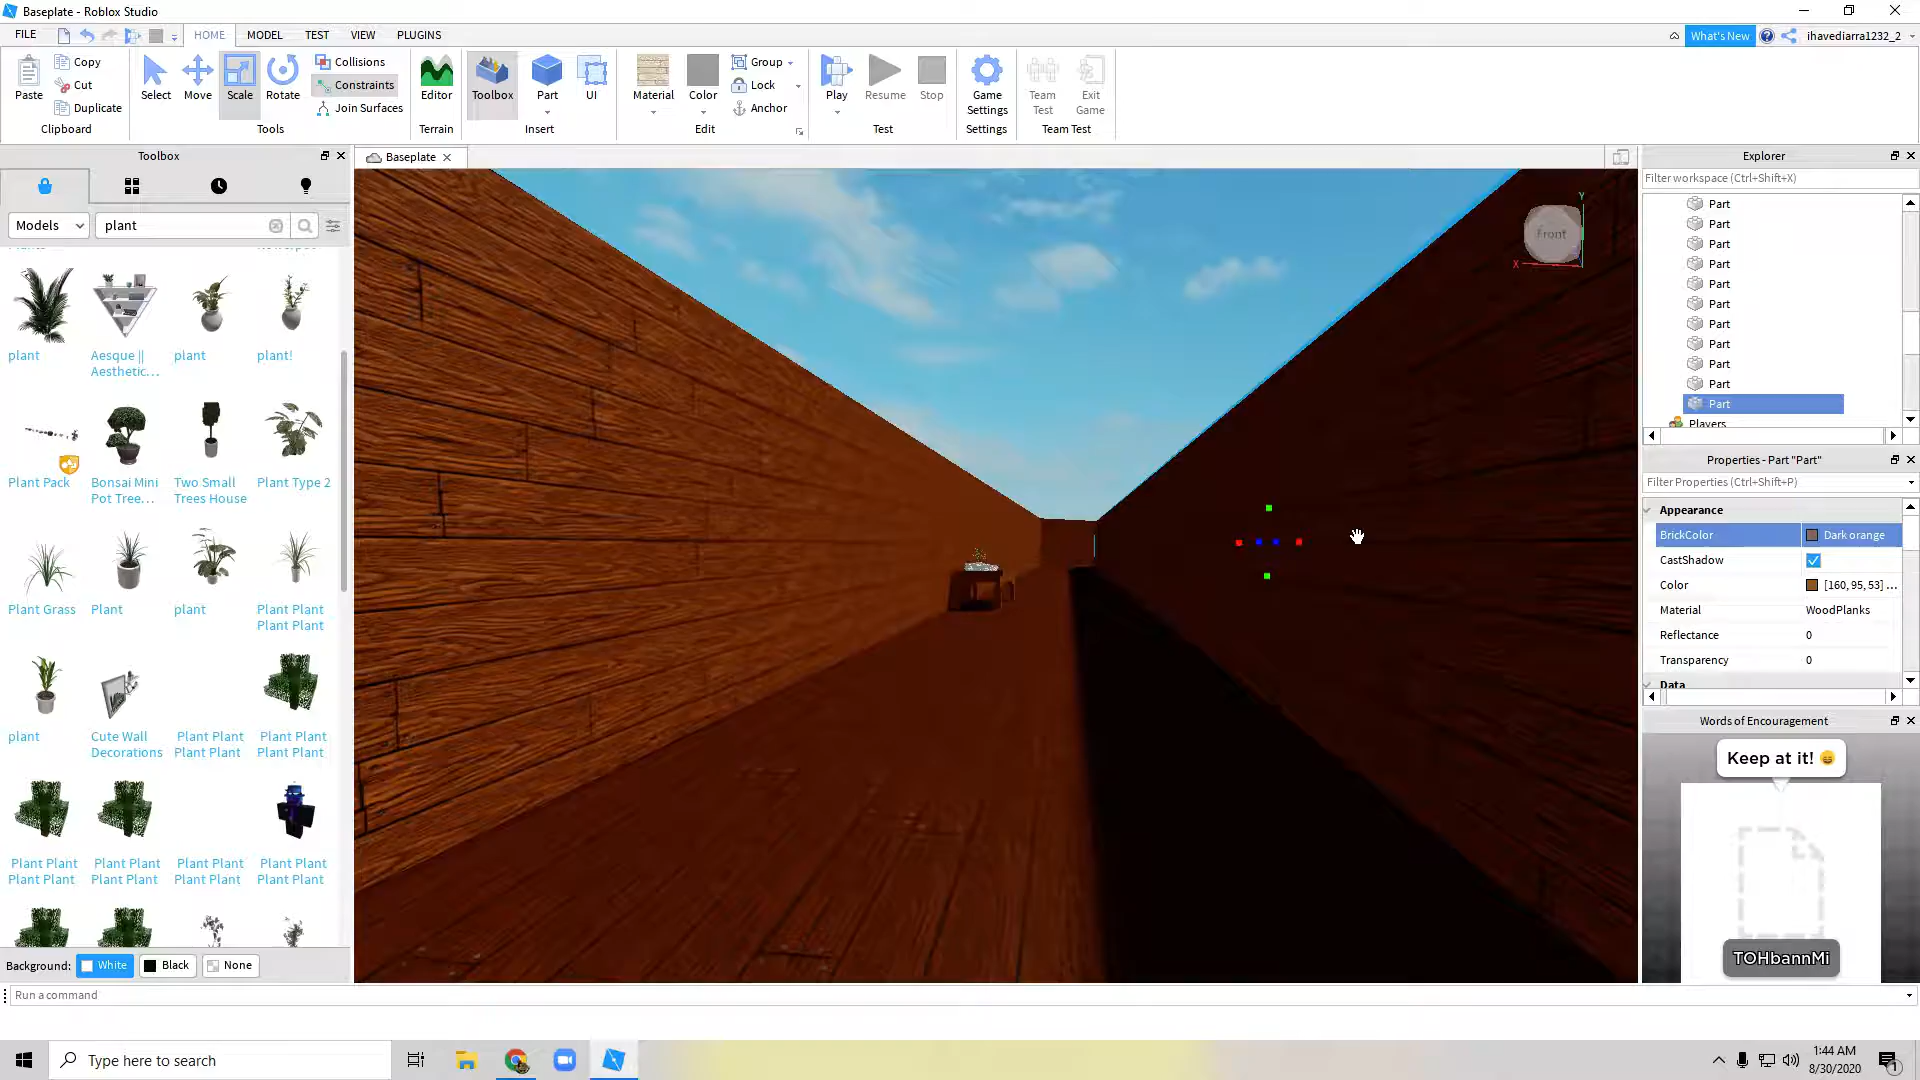 Baseplate - Roblox Studio
FILE HOME MODEL TEST VIEW PLUGINS
What's New ihavediarra1232_2
Paste Copy Cut Duplicate
Clipboard
Select Move Scale Rotate
Collisions
Constraints
Join Surfaces
Tools
Editor
Terrain
Toolbox Part UI
Insert
Material Color
Group
Lock
Anchor
Edit
Play Resume Stop
Test
Game Settings
Settings
Team Test
Exit Game
Team Test
Toolbox
Models plant
plant
Aesque ||
Aesthetic...
plant
plant!
Plant Pack
Bonsai Mini
Pot Tree...
Two Small
Trees House
Plant Type 2
Plant Grass
Plant
plant
Plant Plant
Plant Plant
plant
Cute Wall
Decorations
Plant Plant
Plant Plant
Plant Plant
Plant Plant
Plant Plant
Plant Plant
Plant Plant
Plant Plant
Plant Plant
Plant Plant
Plant Plant
Plant Plant
Background: White Black None
Run a command
Baseplate
Front
Y
X
Explorer
Filter workspace (Ctrl+Shift+X)
Part
Part
Part
Part
Part
Part
Part
Part
Part
Part
Part
Players
Properties - Part "Part"
Filter Properties (Ctrl+Shift+P)
Appearance
BrickColor Dark orange
CastShadow
Color [160, 95, 53] ...
Material WoodPlanks
Reflectance 0
Transparency 0
Data
Words of Encouragement
Keep at it!
TOHbannMi
Type here to search
1:44 AM
8/30/2020
1